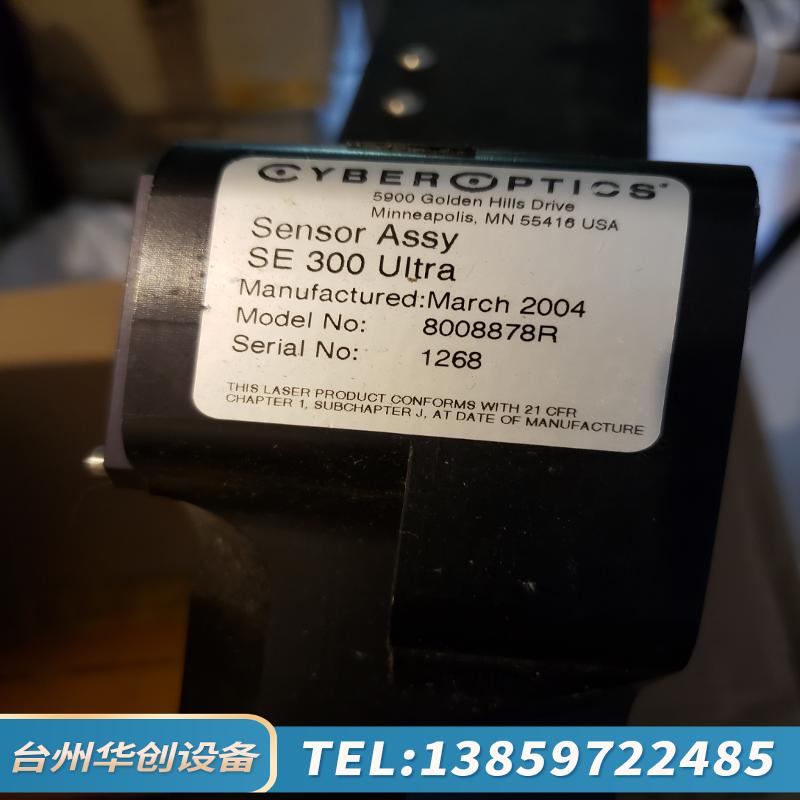 CYBEROPTICS
5900 Golden Hills Drive
Minneapolis, MN 55416 USA
Sensor Assy
SE 300 Ultra
Manufactured:March 2004
Model No: 8008878R
Serial No: 1268
THIS LASER PRODUCT CONFORMS WITH 21 CFR
CHAPTER 1, SUBCHAPTER J, AT DATE OF MANUFACTURE
台州华创设备 TEL:13859722485